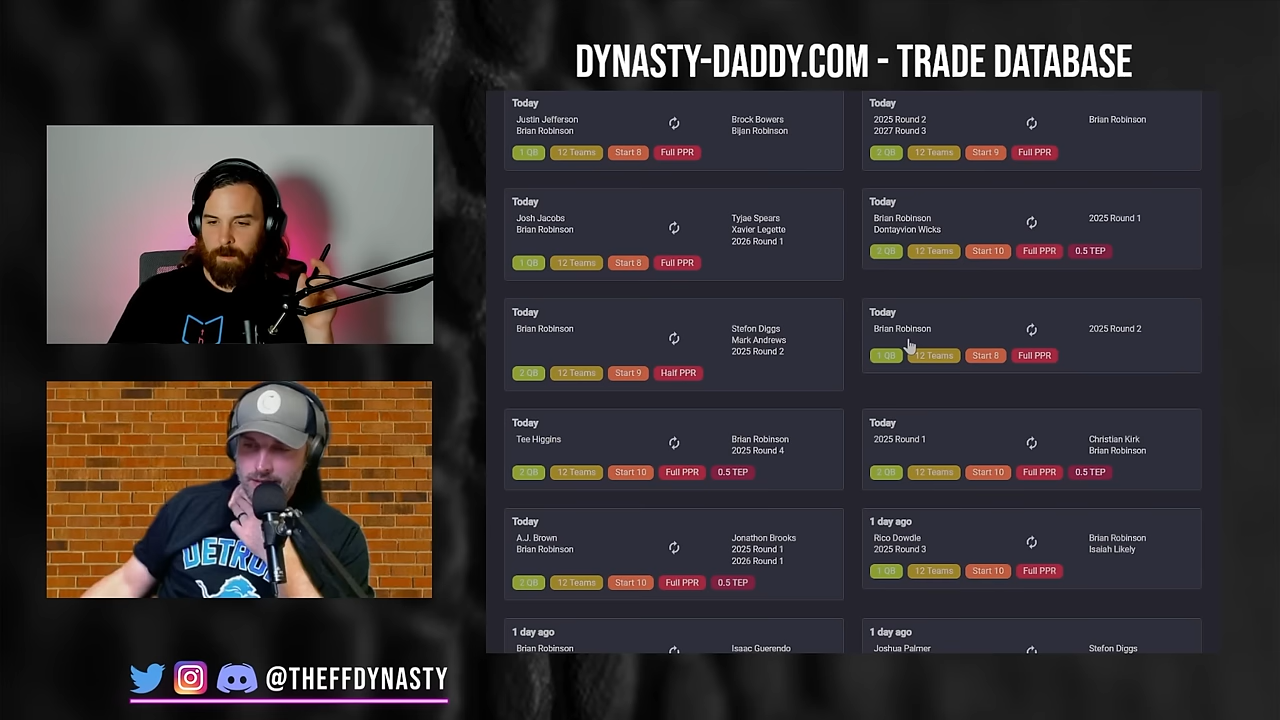 DYNASTY-DADDY.COM - TRADE DATABASE
Today
Justin Jefferson
Brian Robinson
Brock Bowers
Bijan Robinson
1 QB
12 Teams
Start 8
Full PPR
Today
2025 Round 2
2027 Round 3
Brian Robinson
2 QB
12 Teams
Start 9
Full PPR
Today
Josh Jacobs
Brian Robinson
Tyjae Spears
Xavier Legette
2026 Round 1
1 QB
12 Teams
Start 8
Full PPR
Today
Brian Robinson
Dontayvion Wicks
2025 Round 1
2 QB
12 Teams
Start 10
Full PPR
0.5 TEP
Today
Brian Robinson
Stefon Diggs
Mark Andrews
2025 Round 2
2 QB
12 Teams
Start 9
Half PPR
Today
Brian Robinson
2025 Round 2
1 QB
12 Teams
Start 8
Full PPR
Today
Tee Higgins
Brian Robinson
2025 Round 4
2 QB
12 Teams
Start 10
Full PPR
0.5 TEP
Today
2025 Round 1
Christian Kirk
Brian Robinson
2 QB
12 Teams
Start 10
Full PPR
0.5 TEP
Today
A.J. Brown
Brian Robinson
Jonathon Brooks
2025 Round 1
2026 Round 1
2 QB
12 Teams
Start 10
Full PPR
0.5 TEP
1 day ago
Rico Dowdle
2025 Round 3
Brian Robinson
Isaiah Likely
1 QB
12 Teams
Start 10
Full PPR
1 day ago
Brian Robinson
Isaac Guerendo
1 day ago
Joshua Palmer
Stefon Diggs
DETRO
@THEFFDYNASTY